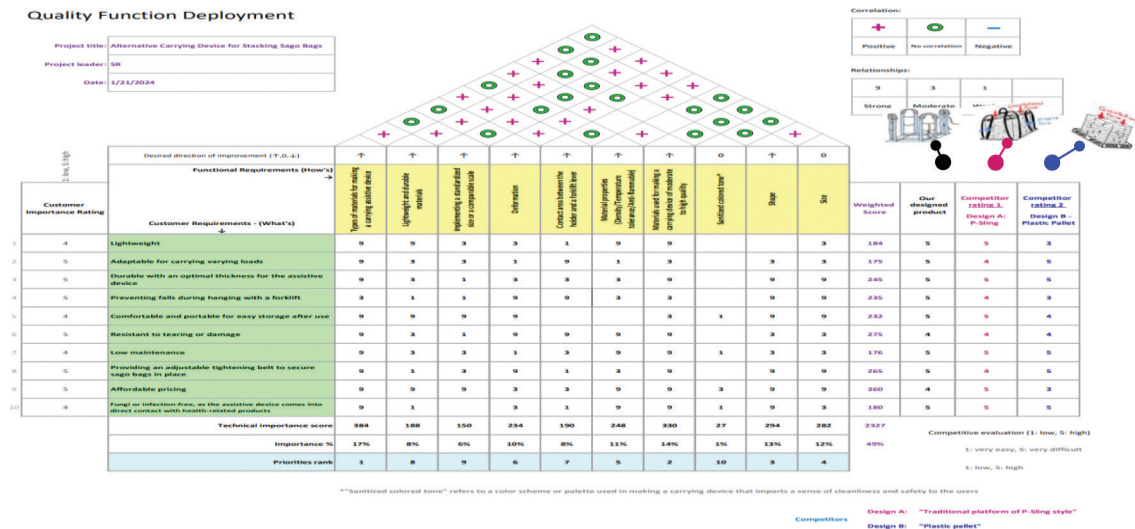 Quality Function Deployment
Project title: Alternative Carrying Device for Stacking Sago Bags
Project leader: SR
Date: 1/21/2024
Correlation:
+ Positive
No correlation
− Negative
Relationships:
9 3 1
Strong Moderate
1: low, 5: high
Desired direction of improvement (↑,0,↓) ↑ ↑ ↑ ↑ ↑ ↑ ↑ 0 ↑ 0
Functional Requirements (How's) →
Customer Importance Rating
Customer Requirements - (What's) ↓
Types of materials for making a carrying assistive device
Lightweight and durable materials
Implementing a standardized size or a comparable scale
Deformation
Contact area between the holder and a forklift lever
Material properties (Density/Temperature tolerance/Anti-flammable)
Materials used for making a carrying device of moderate to high quality
Sanitized colored tone*
Shape
Size
Weighted Score
Our designed product
Competitor rating 1
Design A: P-Sling
Competitor rating 2
Design B - Plastic Pallet
1 4 Lightweight 9 9 3 3 1 9 9 3 184 5 5 3
2 5 Adaptable for carrying varying loads 9 3 3 1 9 1 3 3 3 175 5 4 5
3 5 Durable with an optimal thickness for the assistive device 9 3 1 3 3 3 9 9 9 245 5 5 5
4 5 Preventing falls during hanging with a forklift 3 1 1 9 9 3 3 9 9 235 5 4 3
5 4 Comfortable and portable for easy storage after use 9 9 9 9 3 1 9 9 232 5 5 4
6 5 Resistant to tearing or damage 9 3 1 9 9 9 9 3 3 275 4 4 4
7 4 Low maintenance 9 3 3 1 3 9 9 1 3 3 176 5 5 5
8 5 Providing an adjustable tightening belt to secure sago bags in place 9 1 3 9 1 3 9 9 9 265 5 4 5
9 5 Affordable pricing 9 9 9 3 3 9 9 3 9 9 360 4 5 3
10 4 Fungi or infection-free, as the assistive device comes into direct contact with health-related products 9 1 3 1 9 9 1 9 3 180 5 5 5
Technical importance score 384 188 150 234 190 248 330 27 294 282 2327
Importance % 17% 8% 6% 10% 8% 11% 14% 1% 13% 12% 49%
Priorities rank 1 8 9 6 7 5 2 10 3 4
Competitive evaluation (1: low, 5: high)
1: very easy, 5: very difficult
1: low, 5: high
*"Sanitized colored tone" refers to a color scheme or palette used in making a carrying device that imparts a sense of cleanliness and safety to the users
Competitors
Design A: "Traditional platform of P-Sling style"
Design B: "Plastic pallet"